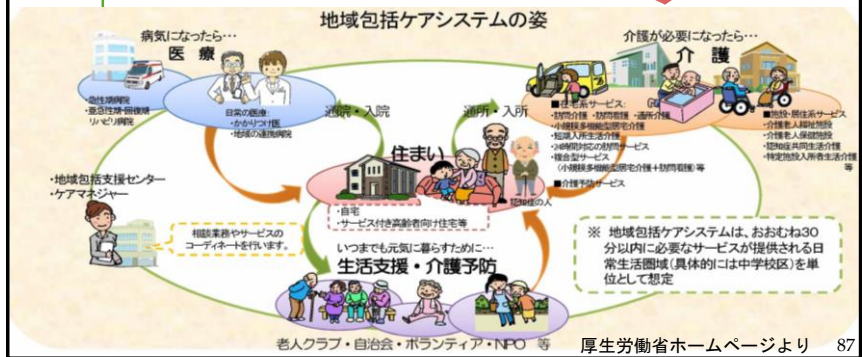 地域包括ケアシステムの姿
病気になったら…
医 療
・急性期病院
・亜急性期・回復期
リハビリ病院
日常の医療:
・かかりつけ医
・地域の連携病院
通院・入院
通所・入所
介護が必要になったら…
介 護
■在宅系サービス:
・訪問介護・訪問看護・通所介護
・小規模多機能型居宅介護
・短期入所生活介護
・24時間対応の訪問サービス
・複合型サービス
(小規模多機能型居宅介護+訪問看護)等
■介護予防サービス
■施設・居住系サービス
・介護老人福祉施設
・介護老人保健施設
・認知症共同生活介護
・特定施設入所者生活介護
等
住まい
・自宅
・サービス付き高齢者向け住宅等
認知症の人
・地域包括支援センター
・ケアマネジャー
相談業務やサービスの
コーディネートを行います。
いつまでも元気に暮らすために…
生活支援・介護予防
老人クラブ・自治会・ボランティア・NPO 等
※ 地域包括ケアシステムは、おおむね30
分以内に必要なサービスが提供される日
常生活圏域(具体的には中学校区)を単
位として想定
厚生労働省ホームページより 87